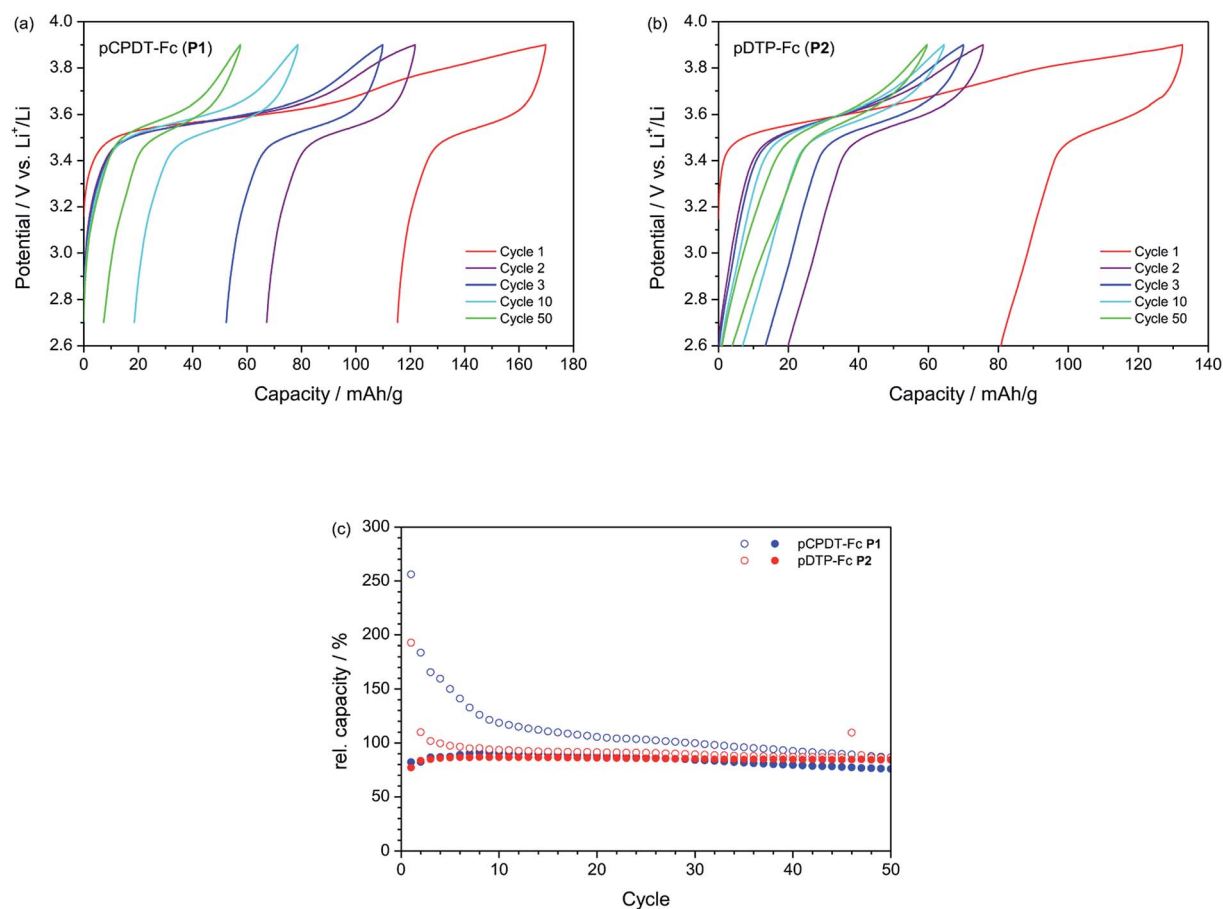 (a)
pCPDT-Fc (P1)
4.0
3.8
3.6
3.4
3.2
3.0
2.8
2.6
Potential / V vs. Li⁺/Li
Cycle 1
Cycle 2
Cycle 3
Cycle 10
Cycle 50
0 20 40 60 80 100 120 140 160 180
Capacity / mAh/g
(b)
pDTP-Fc (P2)
4.0
3.8
3.6
3.4
3.2
3.0
2.8
2.6
Potential / V vs. Li⁺/Li
Cycle 1
Cycle 2
Cycle 3
Cycle 10
Cycle 50
0 20 40 60 80 100 120 140
Capacity / mAh/g
(c)
300
250
200
150
100
50
0
rel. capacity / %
pCPDT-Fc P1
pDTP-Fc P2
0 10 20 30 40 50
Cycle